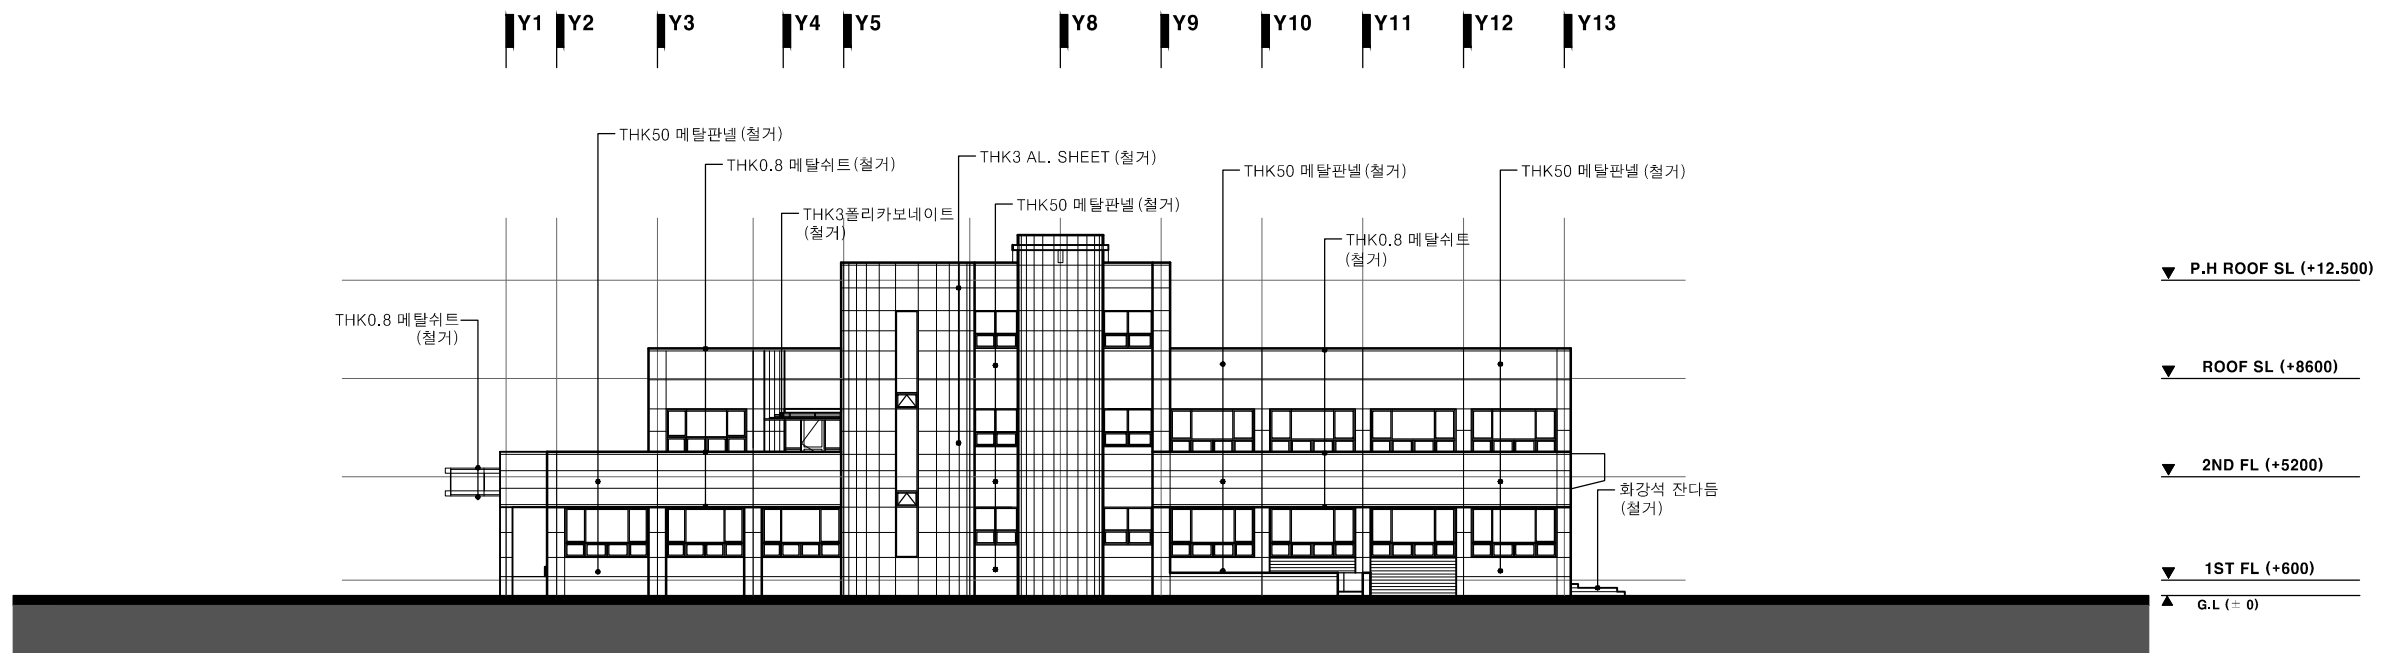 Y1 Y2 Y3 Y4 Y5 Y8 Y9 Y10 Y11 Y12 Y13
THK50 메탈판넬(철거)
THK0.8 메탈쉬트(철거)
THK3 AL. SHEET (철거)
THK50 메탈판넬(철거)
THK50 메탈판넬(철거)
THK3폴리카보네이트
(철거)
THK50 메탈판넬(철거)
THK0.8 메탈쉬트
(철거)
P.H ROOF SL (+12.500)
THK0.8 메탈쉬트
(철거)
ROOF SL (+8600)
2ND FL (+5200)
화강석 잔다듬
(철거)
1ST FL (+600)
G.L (± 0)